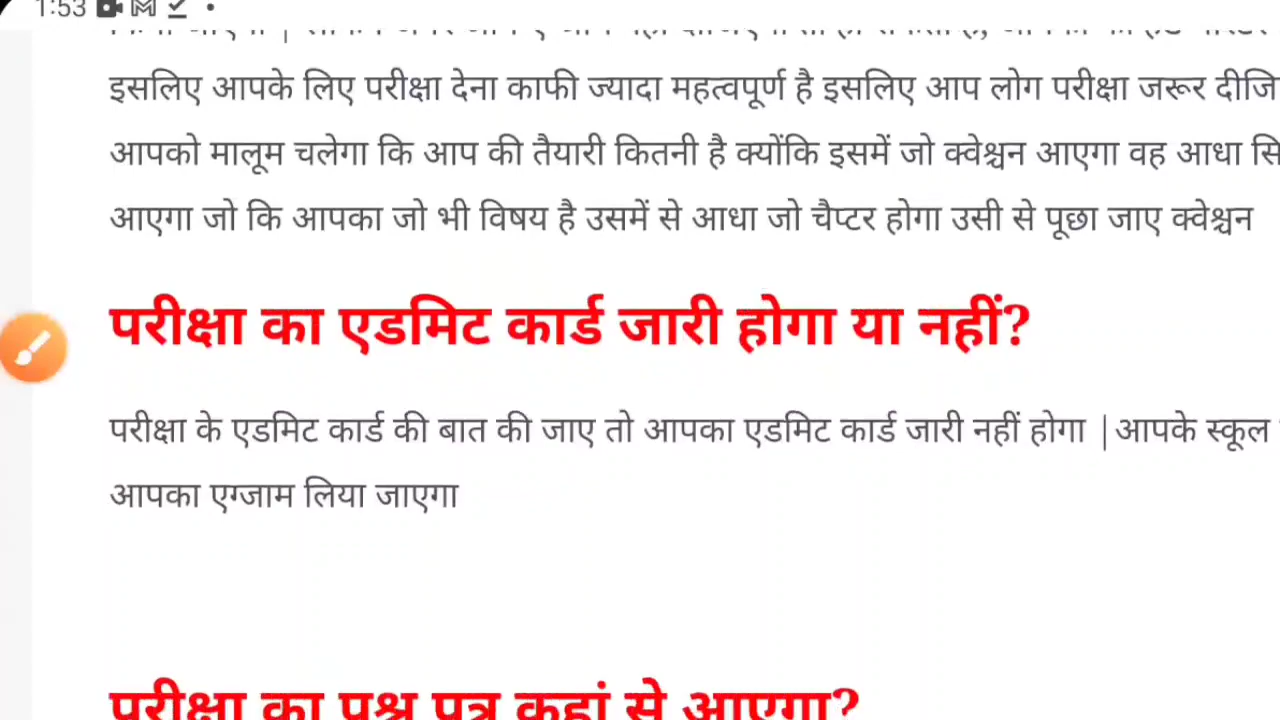 1:53
इसलिए आपके लिए परीक्षा देना काफी ज्यादा महत्वपूर्ण है इसलिए आप लोग परीक्षा जरूर दीजि
आपको मालूम चलेगा कि आप की तैयारी कितनी है क्योंकि इसमें जो क्वेश्चन आएगा वह आधा सि
आएगा जो कि आपका जो भी विषय है उसमें से आधा जो चैप्टर होगा उसी से पूछा जाए क्वेश्चन
परीक्षा का एडमिट कार्ड जारी होगा या नहीं?
परीक्षा के एडमिट कार्ड की बात की जाए तो आपका एडमिट कार्ड जारी नहीं होगा | आपके स्कूल
आपका एग्जाम लिया जाएगा
परीक्षा का प्रश्न पत्र कहां से आएगा?